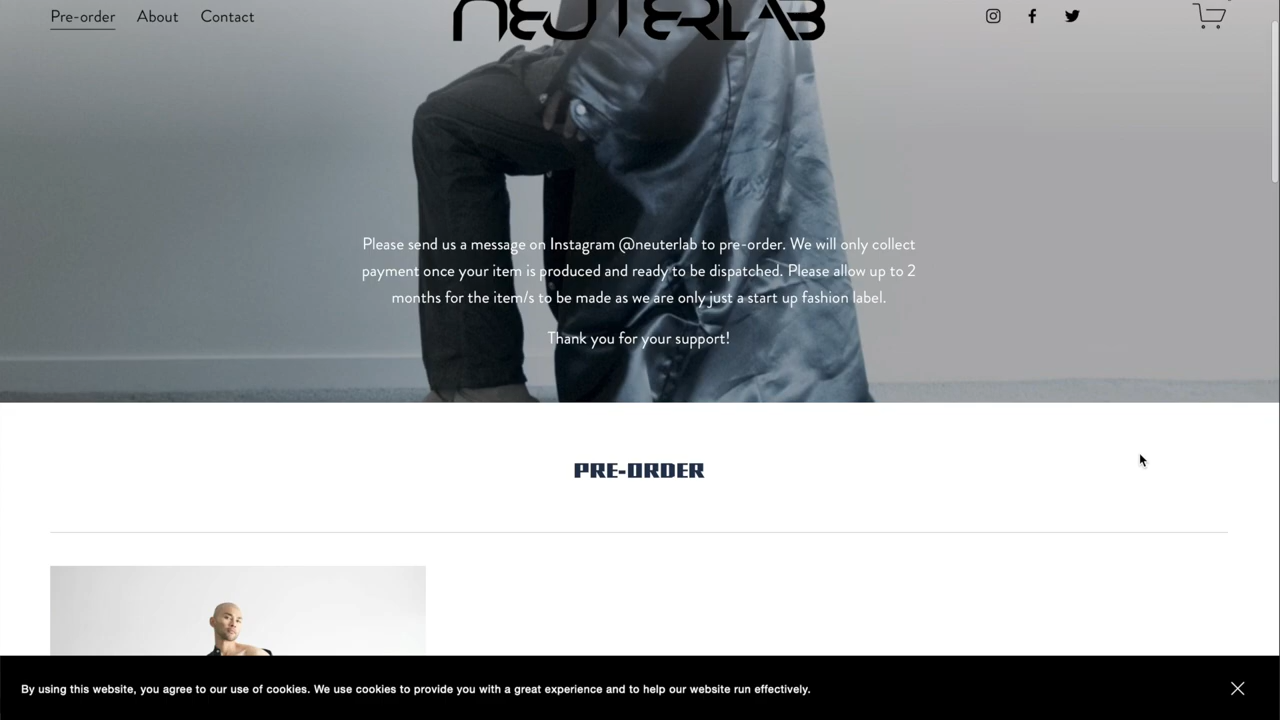 Pre-order About Contact
NEUTERLAB
Please send us a message on Instagram @neuterlab to pre-order. We will only collect
payment once your item is produced and ready to be dispatched. Please allow up to 2
months for the item/s to be made as we are only just a start up fashion label.
Thank you for your support!
PRE-ORDER
By using this website, you agree to our use of cookies. We use cookies to provide you with a great experience and to help our website run effectively.